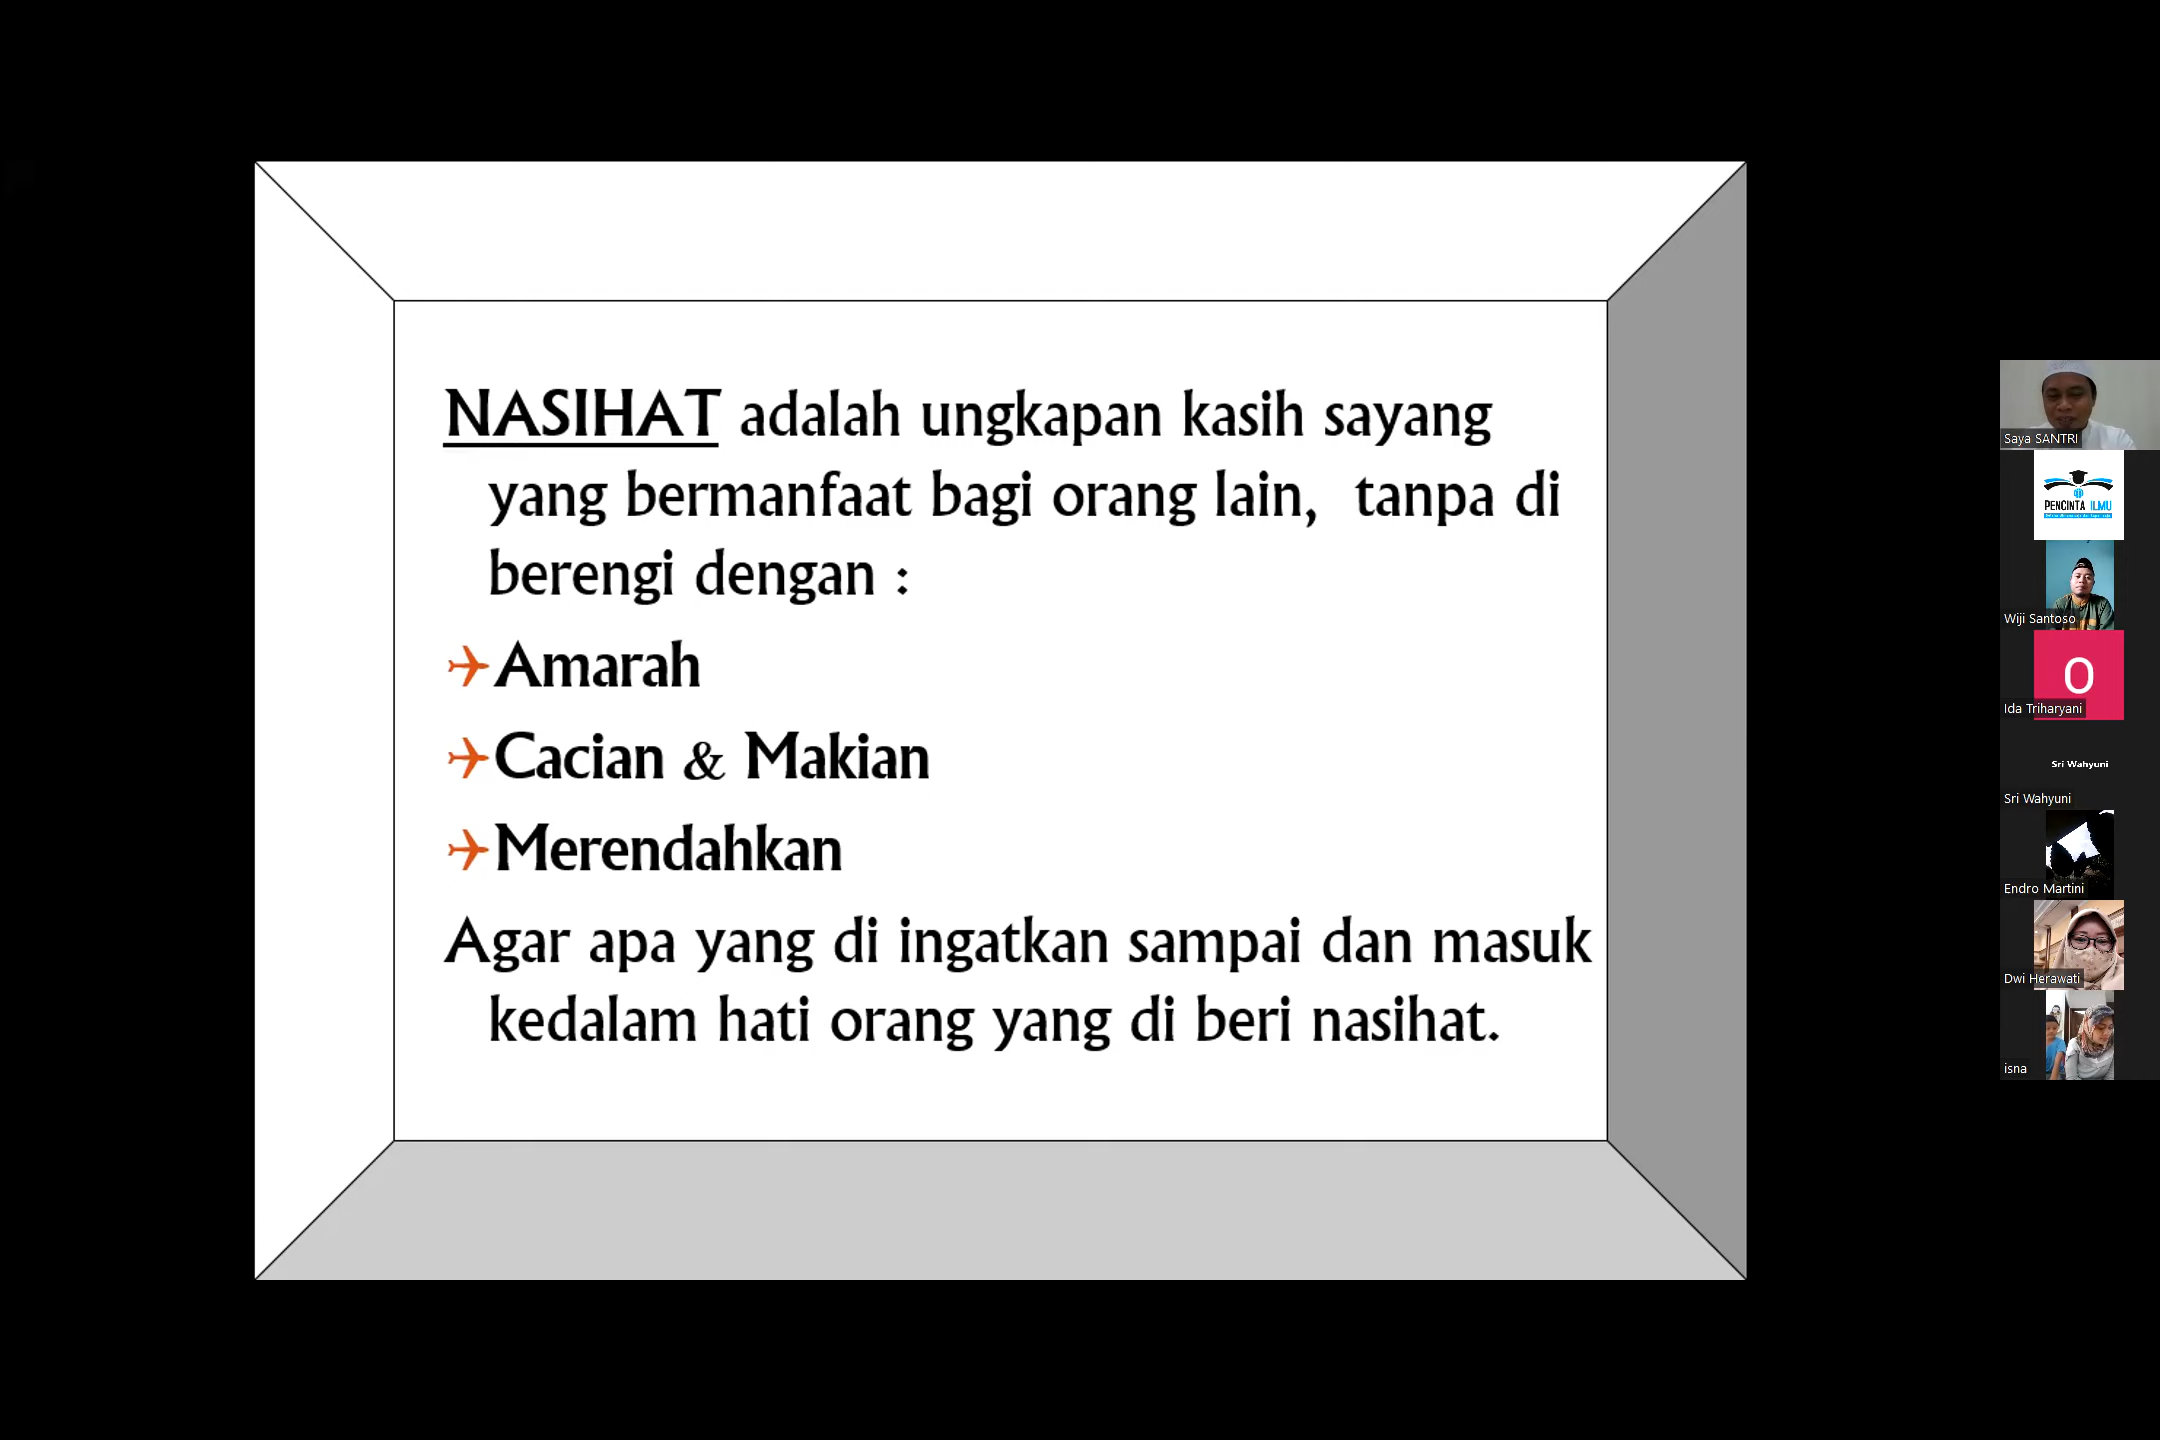 NASIHAT adalah ungkapan kasih sayang
yang bermanfaat bagi orang lain, tanpa di
berengi dengan :
Amarah
Cacian & Makian
Merendahkan
Agar apa yang di ingatkan sampai dan masuk
kedalam hati orang yang di beri nasihat.
Saya SANTRI
PENCINTA ILMU
Wiji Santoso
O
Ida Triharyani
Sri Wahyuni
Sri Wahyuni
Endro Martini
Dwi Herawati
isna